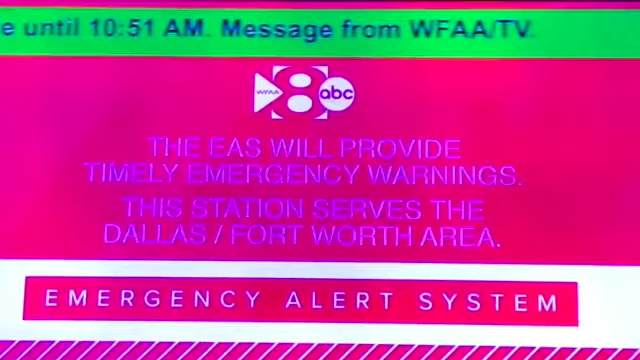 e until 10:51 AM. Message from WFAA/TV.
WFAA 8 abc
THE EAS WILL PROVIDE
TIMELY EMERGENCY WARNINGS.
THIS STATION SERVES THE
DALLAS / FORT WORTH AREA.
EMERGENCY ALERT SYSTEM